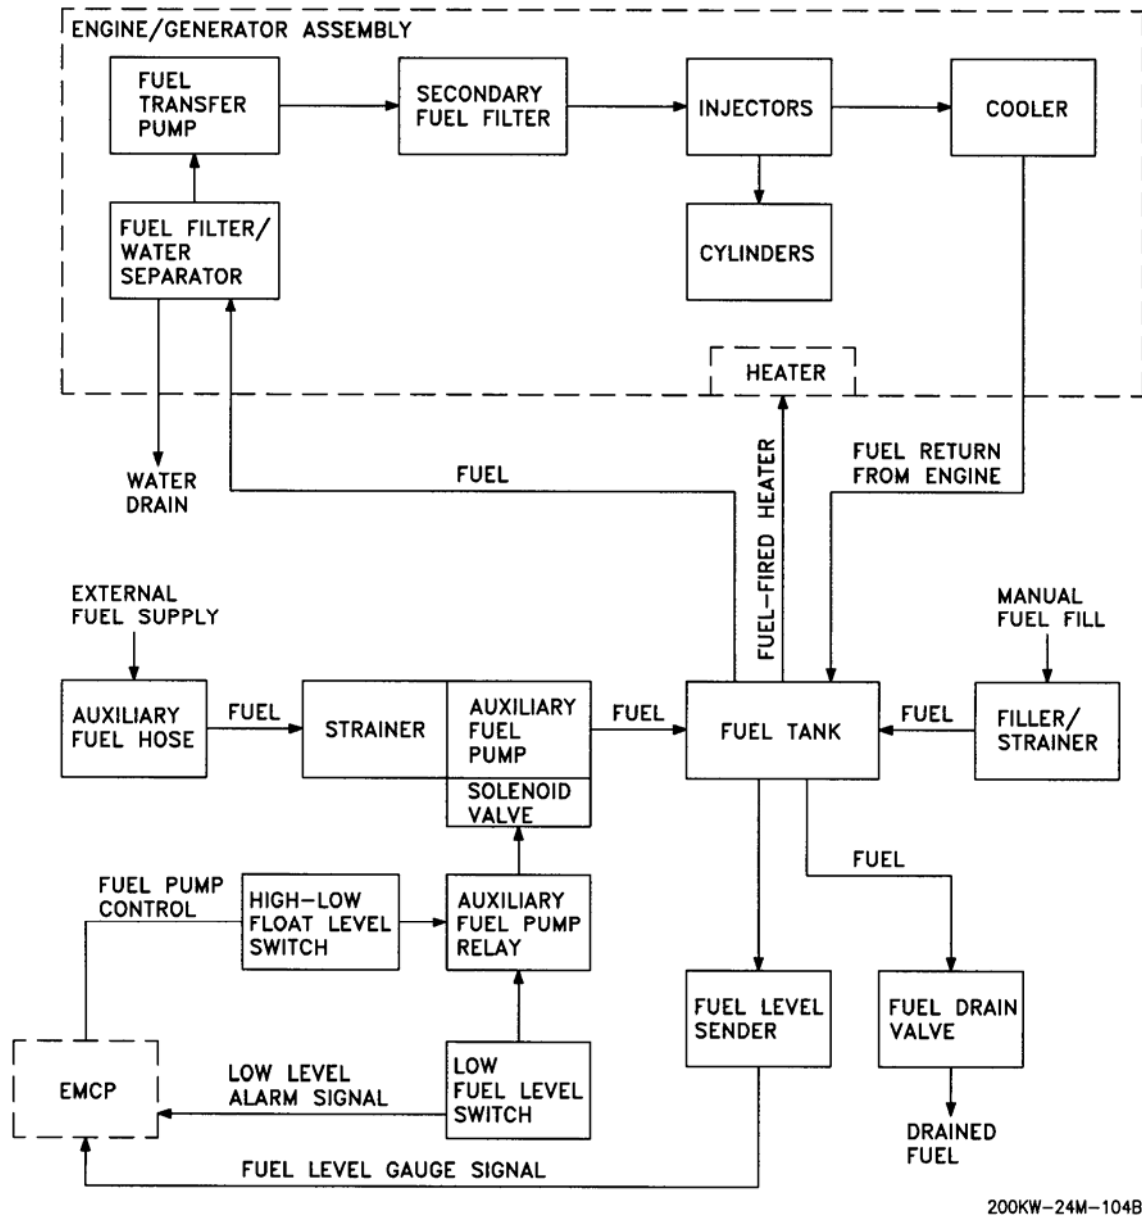 ENGINE/GENERATOR ASSEMBLY
FUEL
TRANSFER
PUMP
SECONDARY
FUEL FILTER
INJECTORS
COOLER
FUEL FILTER/
WATER
SEPARATOR
CYLINDERS
HEATER
WATER
DRAIN
FUEL
FUEL-FIRED HEATER
FUEL RETURN
FROM ENGINE
EXTERNAL
FUEL SUPPLY
MANUAL
FUEL FILL
AUXILIARY
FUEL HOSE
FUEL
STRAINER
AUXILIARY
FUEL
PUMP
SOLENOID
VALVE
FUEL
FUEL TANK
FUEL
FILLER/
STRAINER
FUEL PUMP
CONTROL
HIGH-LOW
FLOAT LEVEL
SWITCH
AUXILIARY
FUEL PUMP
RELAY
FUEL
FUEL LEVEL
SENDER
FUEL DRAIN
VALVE
EMCP
LOW LEVEL
ALARM SIGNAL
LOW
FUEL LEVEL
SWITCH
FUEL LEVEL GAUGE SIGNAL
DRAINED
FUEL
200KW-24M-104B